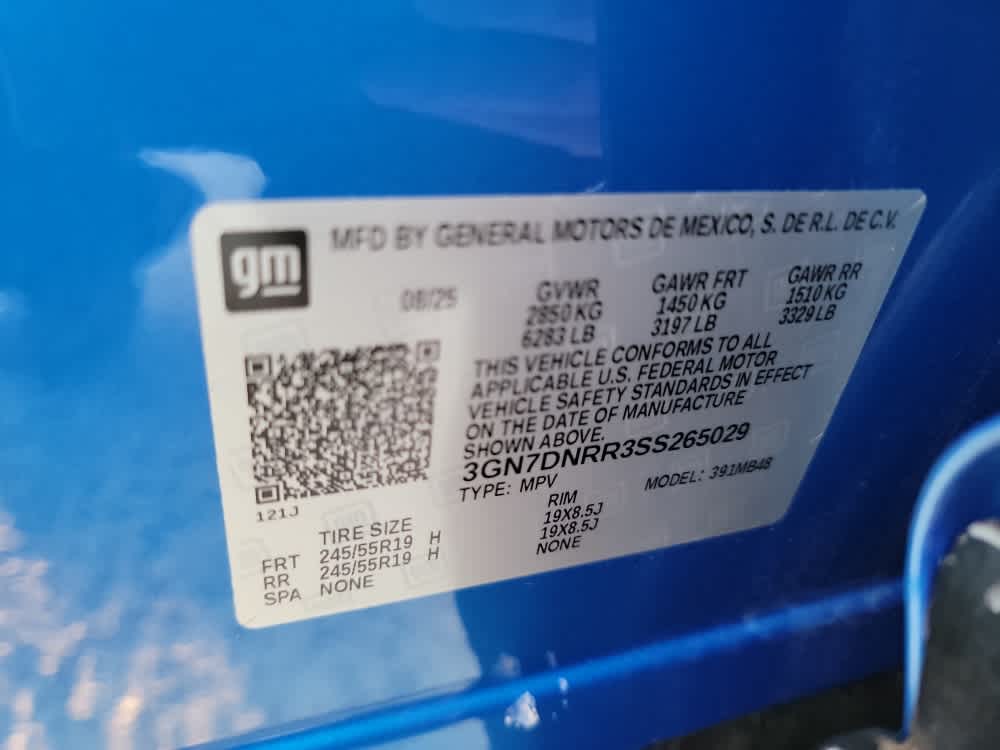 gm
MFD BY GENERAL MOTORS DE MEXICO, S. DE R.L. DE C.V.
08/25
GVWR GAWR FRT GAWR RR
2850 KG 1450 KG 1510 KG
6283 LB 3197 LB 3329 LB
THIS VEHICLE CONFORMS TO ALL
APPLICABLE U.S. FEDERAL MOTOR
VEHICLE SAFETY STANDARDS IN EFFECT
ON THE DATE OF MANUFACTURE
SHOWN ABOVE.
3GN7DNRR3SS265029
TYPE: MPV MODEL: 391MB48
121J
TIRE SIZE RIM
FRT 245/55R19 H 19X8.5J
RR 245/55R19 H 19X8.5J
SPA NONE NONE